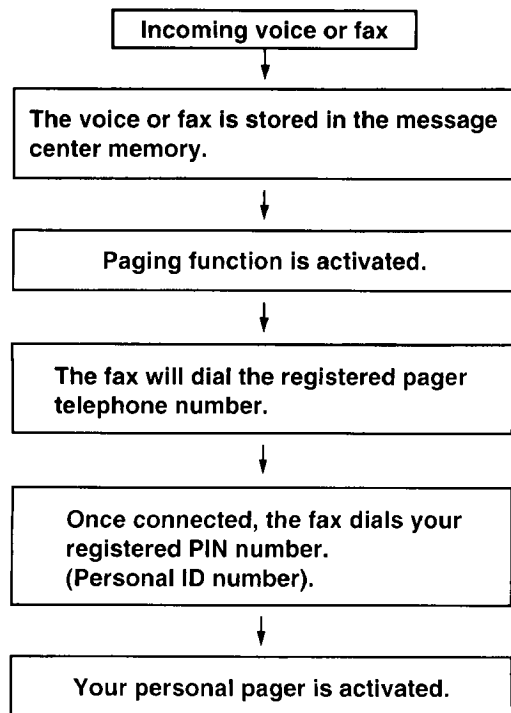 Incoming voice or fax
The voice or fax is stored in the message
center memory.
Paging function is activated.
The fax will dial the registered pager
telephone number.
Once connected, the fax dials your
registered PIN number.
(Personal ID number).
Your personal pager is activated.